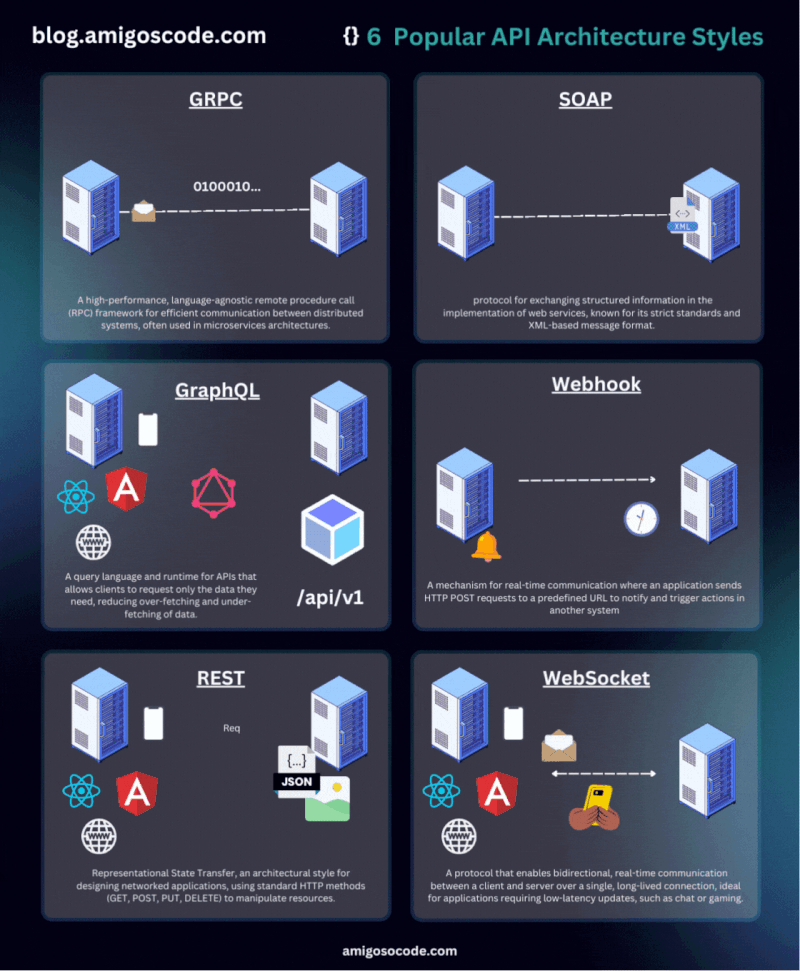 blog.amigoscode.com
{} 6 Popular API Architecture Styles
GRPC
0100010...
A high-performance, language-agnostic remote procedure call
(RPC) framework for efficient communication between distributed
systems, often used in microservices architectures.
SOAP
<->
XML
protocol for exchanging structured information in the
implementation of web services, known for its strict standards and
XML-based message format.
GraphQL
A
WWW
/api/v1
A query language and runtime for APIs that
allows clients to request only the data they
need, reducing over-fetching and under-
fetching of data.
Webhook
A mechanism for real-time communication where an application sends
HTTP POST requests to a predefined URL to notify and trigger actions in
another system
REST
Req
{...}
JSON
A
WWW
Representational State Transfer, an architectural style for
designing networked applications, using standard HTTP methods
(GET, POST, PUT, DELETE) to manipulate resources.
WebSocket
A
WWW
A protocol that enables bidirectional, real-time communication
between a client and server over a single, long-lived connection, ideal
for applications requiring low-latency updates, such as chat or gaming.
amigosocode.com